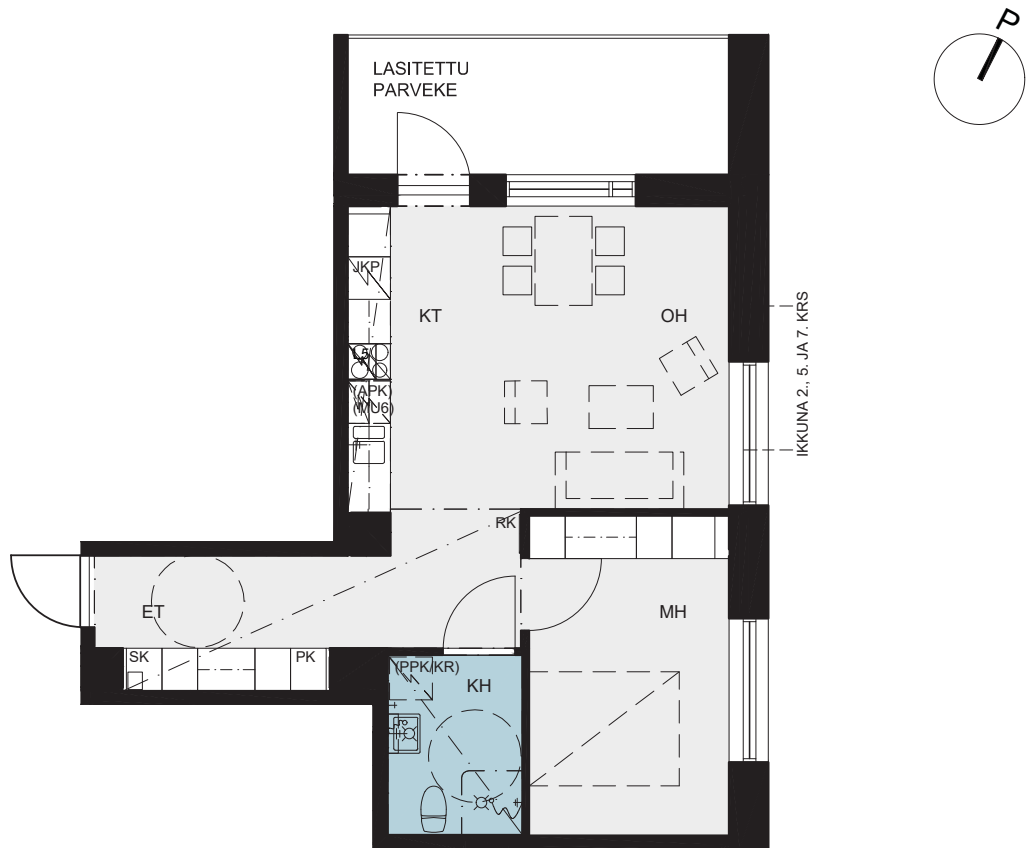 P
LASITETTU
PARVEKE
JKP
KT
OH
IKKUNA 2., 5. JA 7. KRS
L5
(APK)
(MU6)
RK
ET
MH
SK
PK
(PPK/KR)
KH